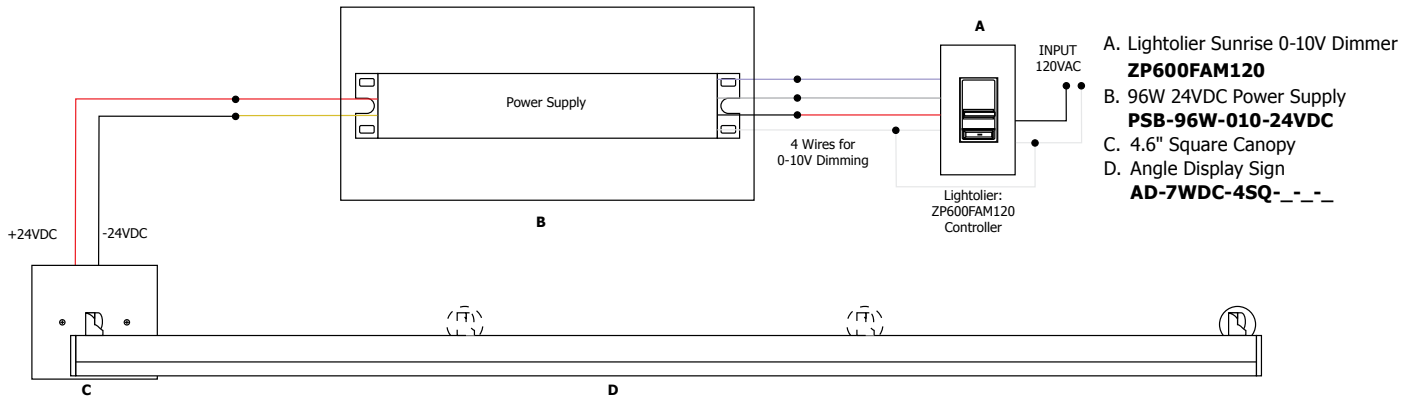 A
INPUT
120VAC
Power Supply
4 Wires for
0-10V Dimming
Lightolier:
ZP600FAM120
Controller
B
+24VDC
-24VDC
C
D
A. Lightolier Sunrise 0-10V Dimmer
ZP600FAM120
B. 96W 24VDC Power Supply
PSB-96W-010-24VDC
C. 4.6" Square Canopy
D. Angle Display Sign
AD-7WDC-4SQ-_-_-_